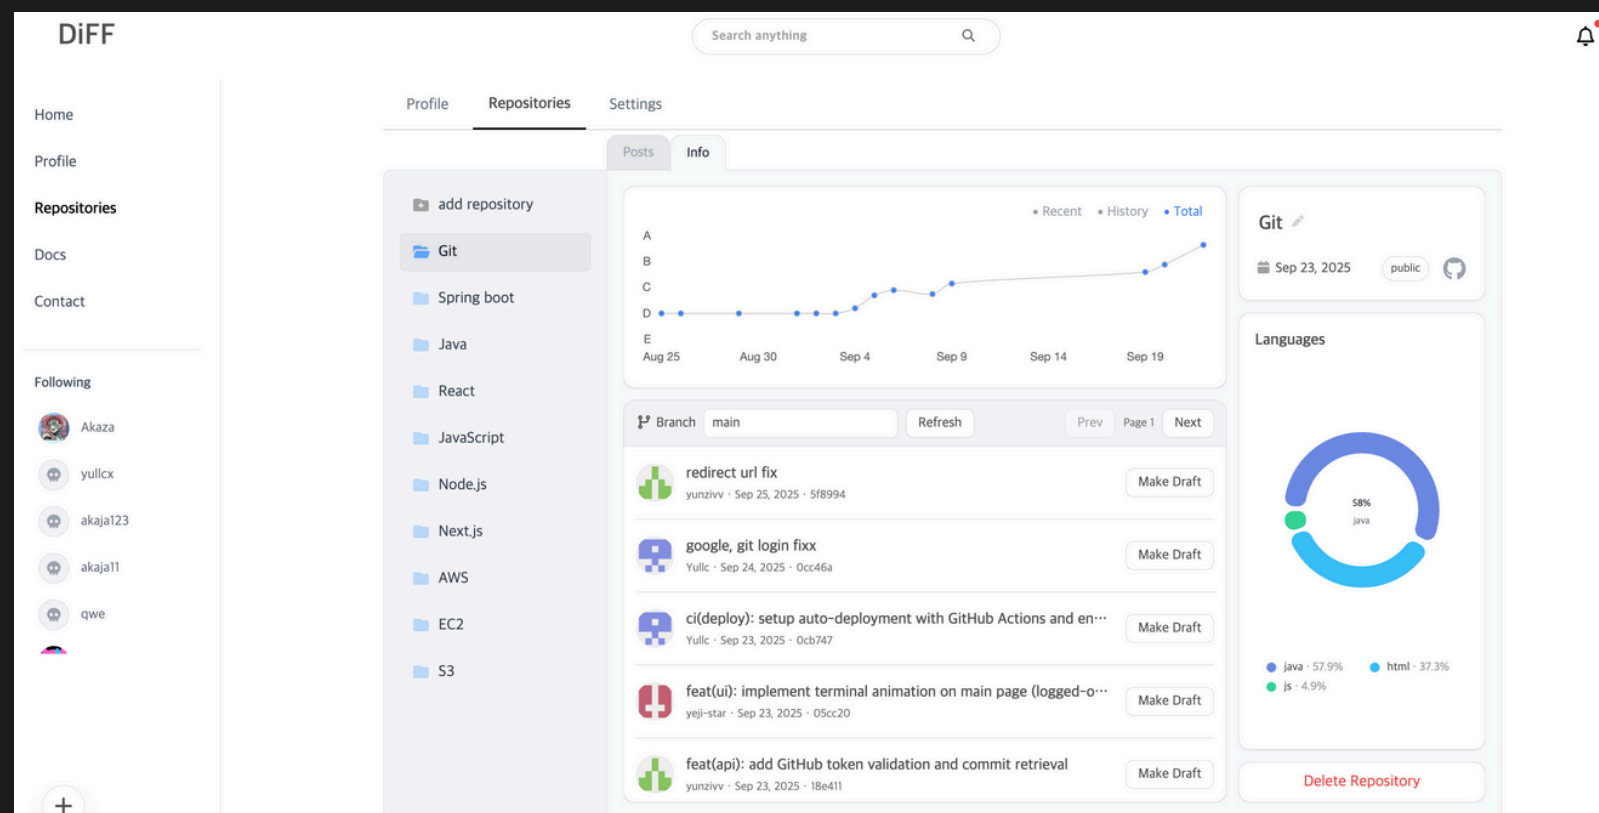 DiFF
Search anything
Home
Profile
Repositories
Docs
Contact
Following
Akaza
yullcx
akaja123
akaja11
qwe
Profile Repositories Settings
Posts Info
add repository
Git
Spring boot
Java
React
JavaScript
Node.js
Next.js
AWS
EC2
S3
Recent History Total
A
B
C
D
E
Aug 25 Aug 30 Sep 4 Sep 9 Sep 14 Sep 19
Branch main Refresh Prev Page 1 Next
redirect url fix
yunzivv · Sep 25, 2025 · 5f8994
Make Draft
google, git login fixx
Yullc · Sep 24, 2025 · 0cc46a
Make Draft
ci(deploy): setup auto-deployment with GitHub Actions and en···
Yullc · Sep 23, 2025 · 0cb747
Make Draft
feat(ui): implement terminal animation on main page (logged-o···
yeji-star · Sep 23, 2025 · 05cc20
Make Draft
feat(api): add GitHub token validation and commit retrieval
yunzivv · Sep 23, 2025 · 18e411
Make Draft
Git
Sep 23, 2025 public
Languages
58%
java
java · 57.9% html · 37.3%
js · 4.9%
Delete Repository